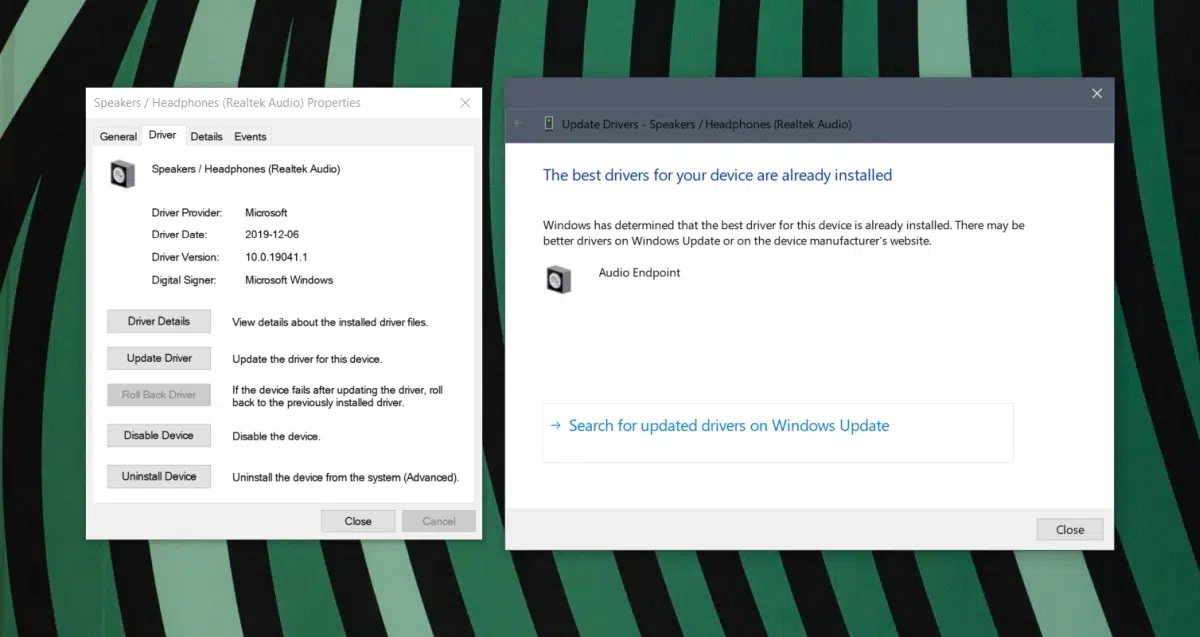 Speakers / Headphones (Realtek Audio) Properties
General Driver Details Events
Speakers / Headphones (Realtek Audio)
Driver Provider: Microsoft
Driver Date: 2019-12-06
Driver Version: 10.0.19041.1
Digital Signer: Microsoft Windows
Driver Details View details about the installed driver files.
Update Driver Update the driver for this device.
Roll Back Driver If the device fails after updating the driver, roll
back to the previously installed driver.
Disable Device Disable the device.
Uninstall Device Uninstall the device from the system (Advanced).
Close Cancel
Update Drivers - Speakers / Headphones (Realtek Audio)
The best drivers for your device are already installed
Windows has determined that the best driver for this device is already installed. There may be
better drivers on Windows Update or on the device manufacturer's website.
Audio Endpoint
→ Search for updated drivers on Windows Update
Close